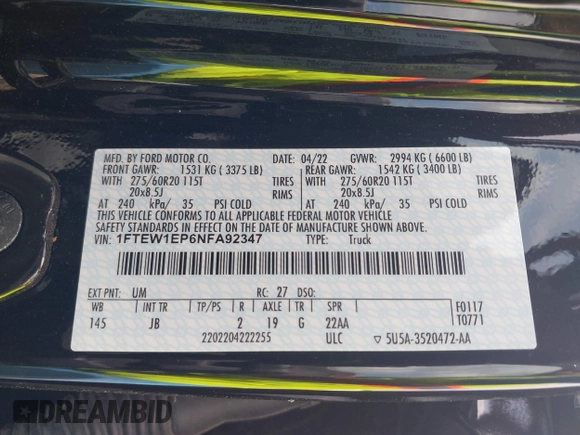 MFD. BY FORD MOTOR CO. 04/22 GVWR: 2994 KG ( 6600 LB)
FRONT GAWR: 1531 KG ( 3375 LB) REAR GAWR: 1542 KG ( 3400 LB)
WITH 275/60R20 115T TIRES WITH 275/60R20 115T TIRES
20x8.5J RIMS 20x8.5J RIMS
AT 240 kPa/ 35 PSI COLD AT 240 kPa/ 35 PSI COLD
THIS VEHICLE CONFORMS TO ALL APPLICABLE FEDERAL MOTOR VEHICLE
SAFETY STANDARDS IN EFFECT ON THE DATE OF MANUFACTURE SHOWN ABOVE.
VIN: 1FTEW1EP6NFA92347 TYPE: Truck
EXT PNT: UM RC: 27 DSO:
WB INT TR TP/PS R AXLE TR SPR F0117
145 JB 2 19 G 22AA T0771
2202204222255 ULC 5U5A-3520472-AA
DREAMBID